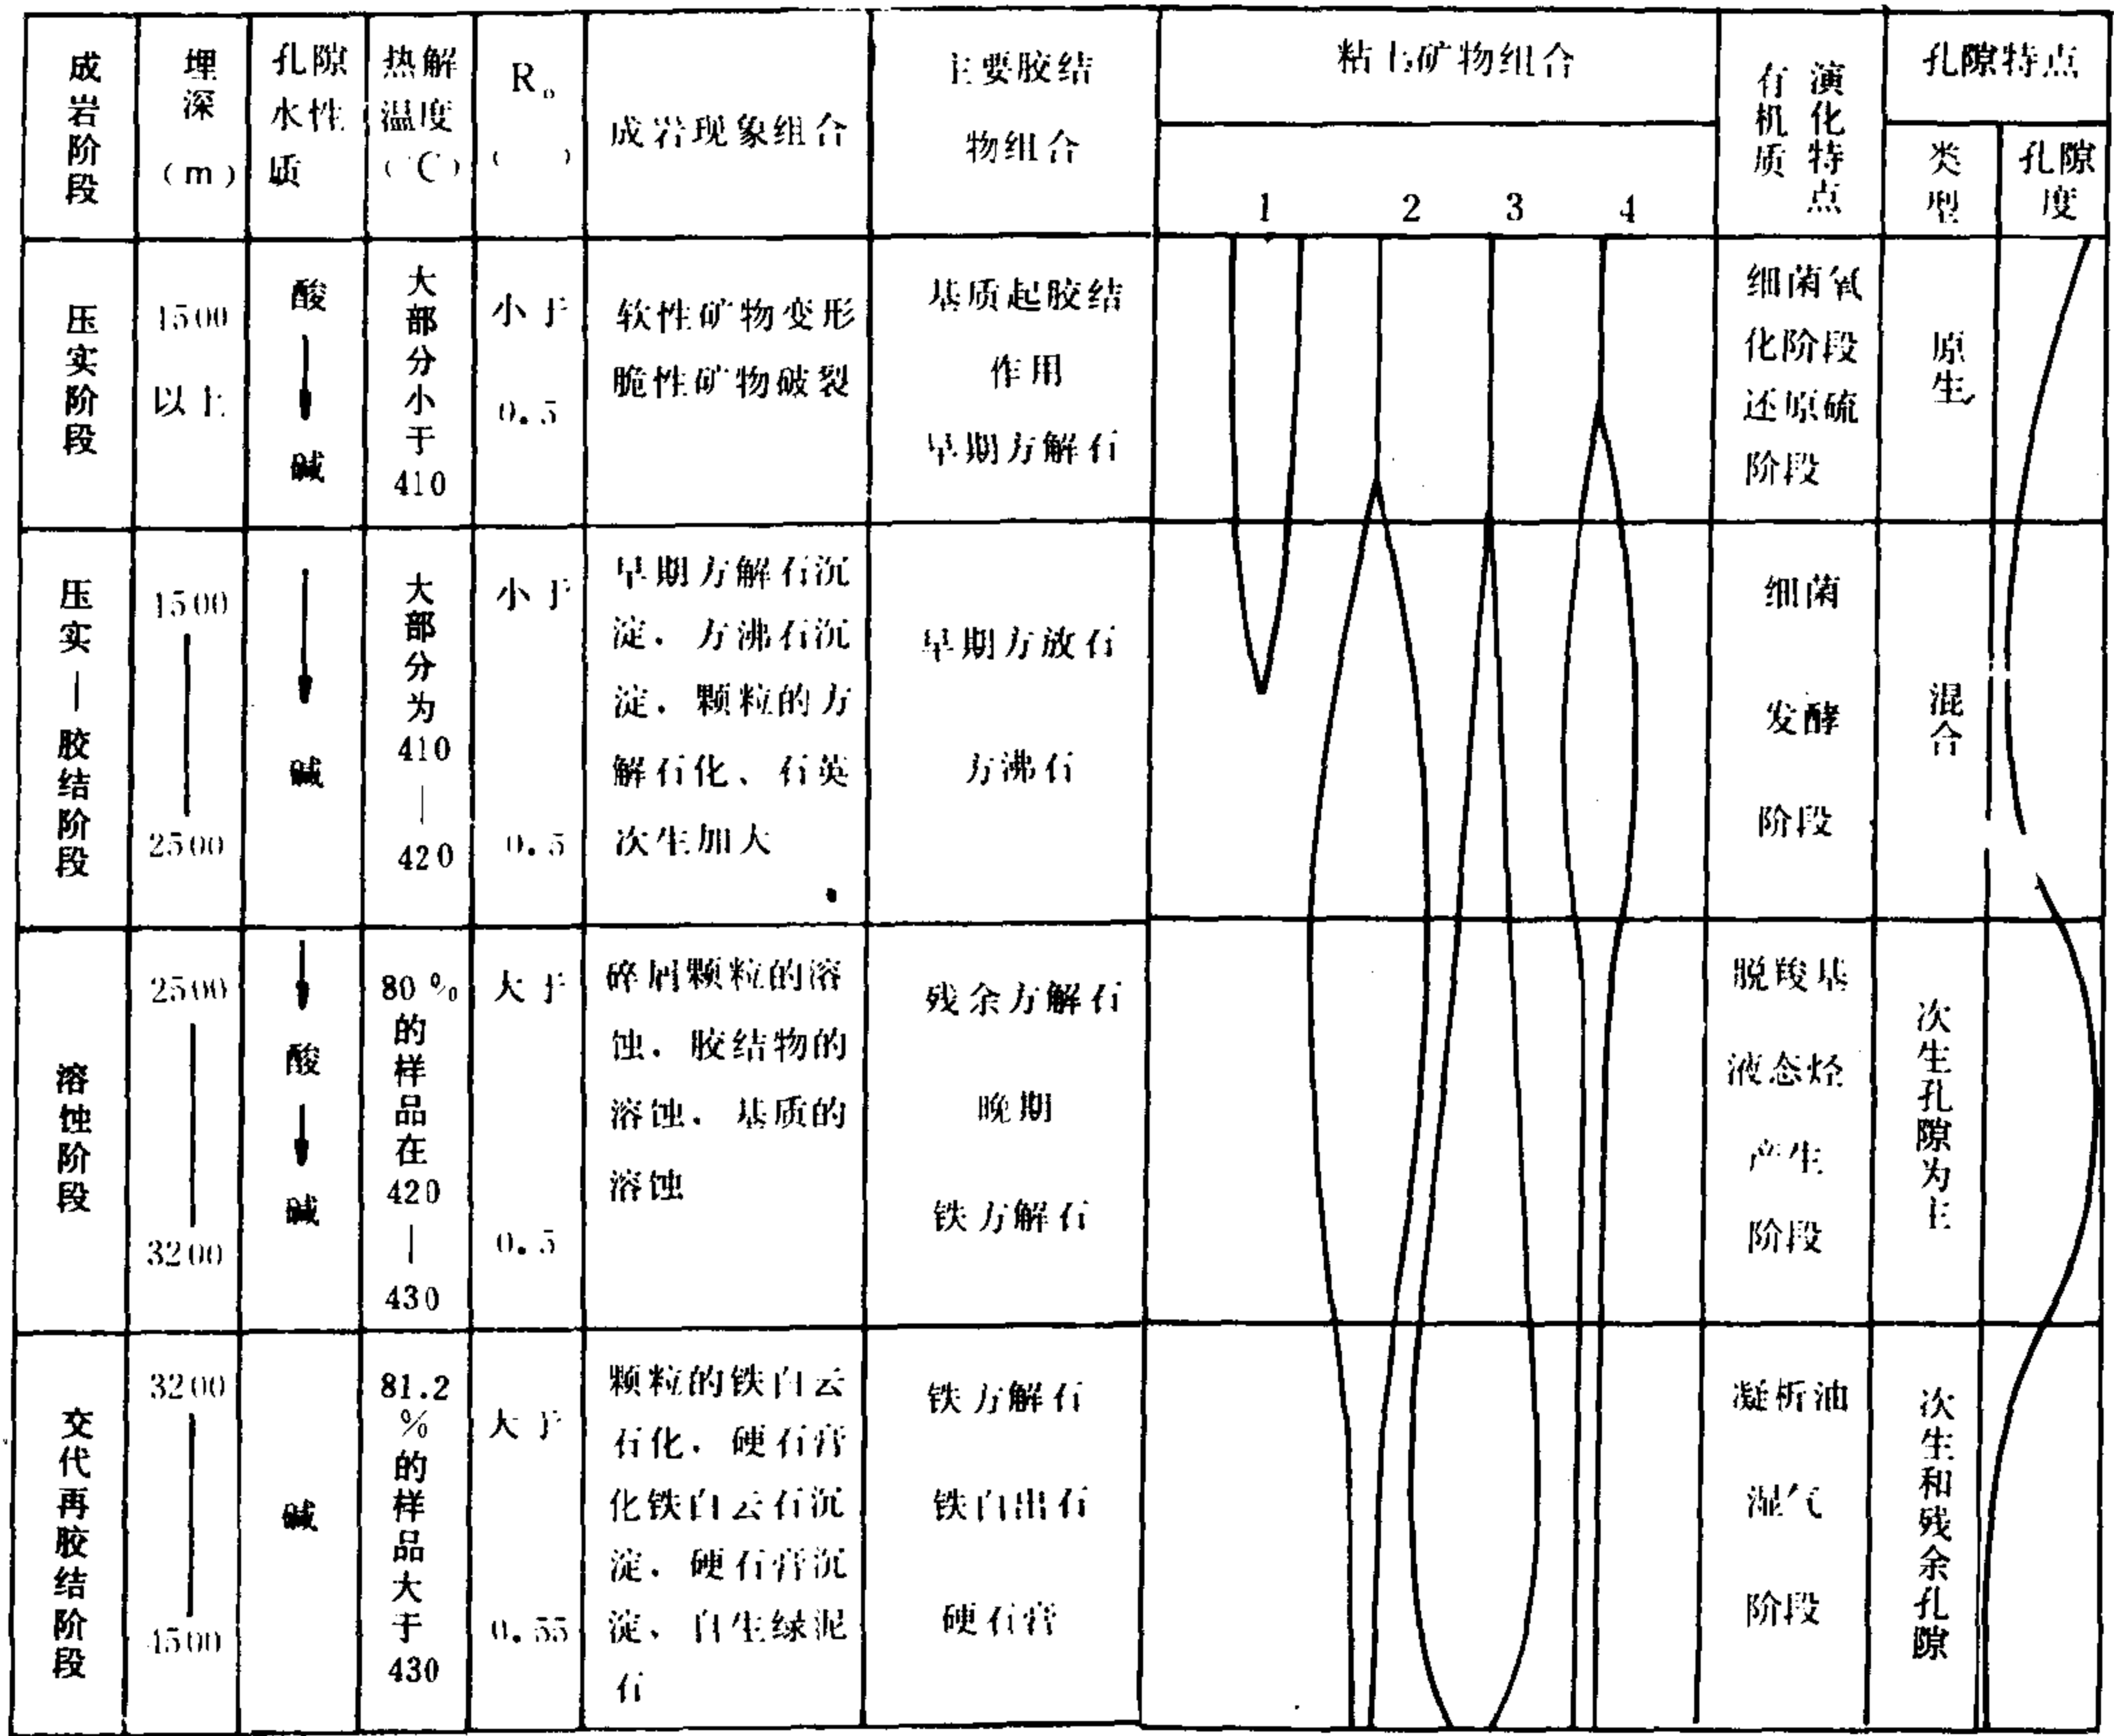 成岩阶段
埋深
(m)
孔隙
水性
质
热解
温度
(℃)
R。
( )
成岩现象组合
主要胶结
物组合
粘土矿物组合
1 2 3 4
有机质
演化特点
孔隙特点
类型
孔隙
度
压实阶段
1500
以上
酸
碱
大部分小于
410
小于
0.5
软性矿物变形
脆性矿物破裂
基质起胶结
作用
早期方解石
细菌氧
化阶段
还原硫
阶段
原生
压实—胶结阶段
1500
2500
碱
大部分为
410
—
420
小于
0.5
早期方解石沉
淀、方沸石沉
淀、颗粒的方
解石化、石英
次生加大
早期方放石
方沸石
细菌
发酵
阶段
混合
溶蚀阶段
2500
3200
酸
碱
80%
的样品在
420
—
430
大于
0.5
碎屑颗粒的溶
蚀、胶结物的
溶蚀、基质的
溶蚀
残余方解石
晚期
铁方解石
脱羧基
液态烃
产生
阶段
次生孔隙为主
交代再胶结阶段
3200
4500
碱
81.2
%
的样品大于
430
大于
0.55
颗粒的铁白云
石化、硬石膏
化铁白云石沉
淀、硬石膏沉
淀、自生绿泥
石
铁方解石
铁白出石
硬石膏
凝析油
湿气
阶段
次生和残余孔隙